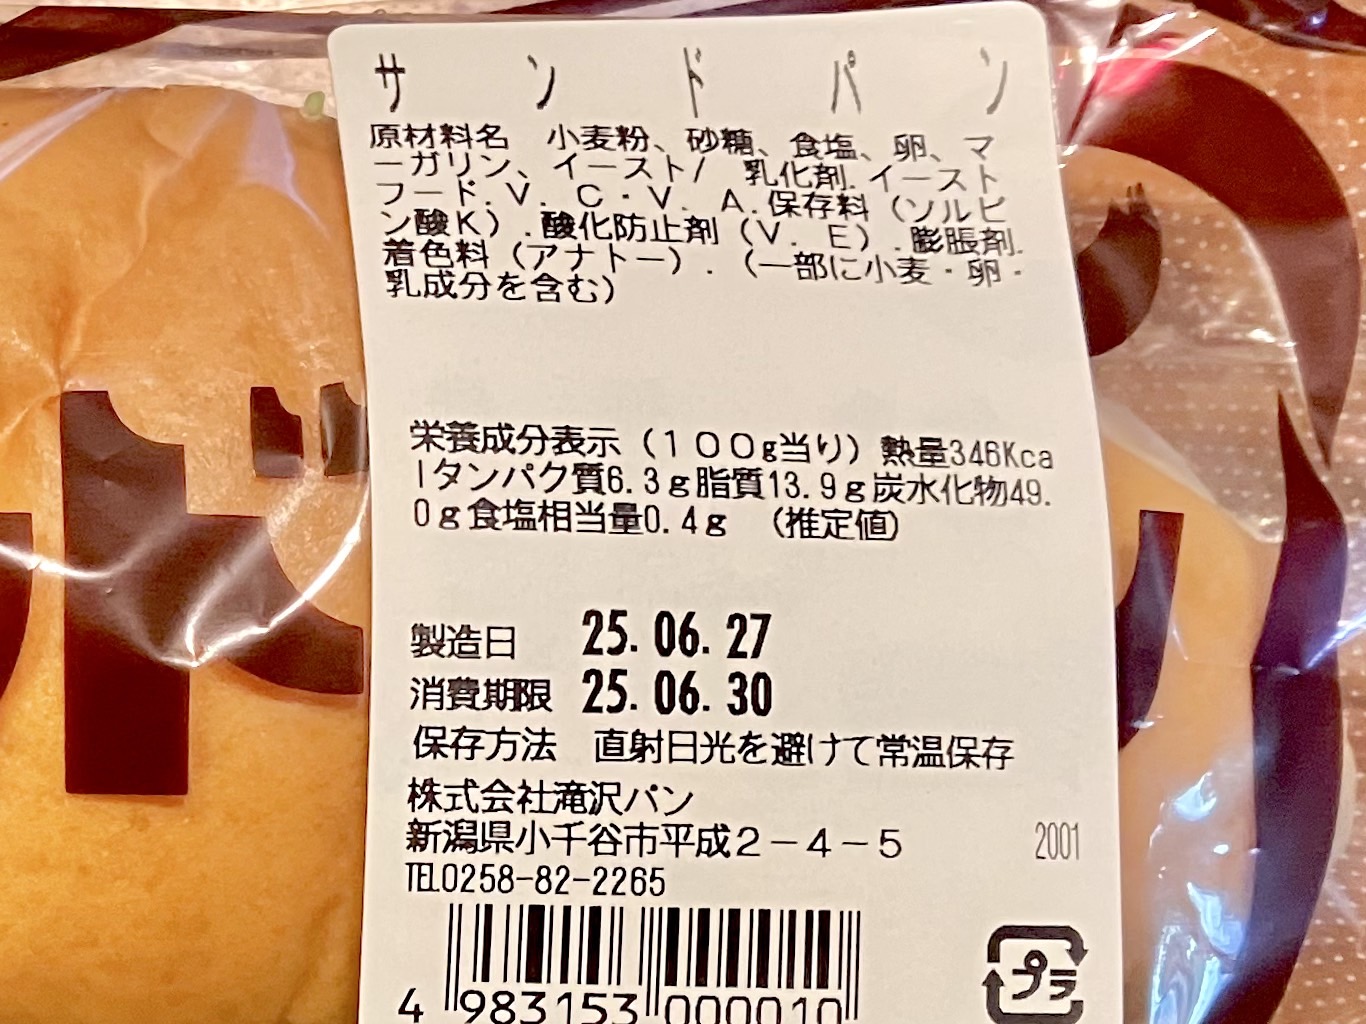 サンドパン
原材料名　小麦粉、砂糖、食塩、卵、マ
ーガリン、イースト/　乳化剤.イースト
フード.V．C・V．A.保存料（ソルビ
ン酸K）.酸化防止剤（V．E）.膨脹剤.
着色料（アナトー）.（一部に小麦・卵・
乳成分を含む）
栄養成分表示（１００g当り）熱量346Kca
lタンパク質6.3g脂質13.9g炭水化物49.
0g食塩相当量0.4g　（推定値）
製造日　25.06.27
消費期限　25.06.30
保存方法　直射日光を避けて常温保存
株式会社滝沢パン
新潟県小千谷市平成２－４－５　2001
TEL0258-82-2265
4 983153 000010
プラ
ド